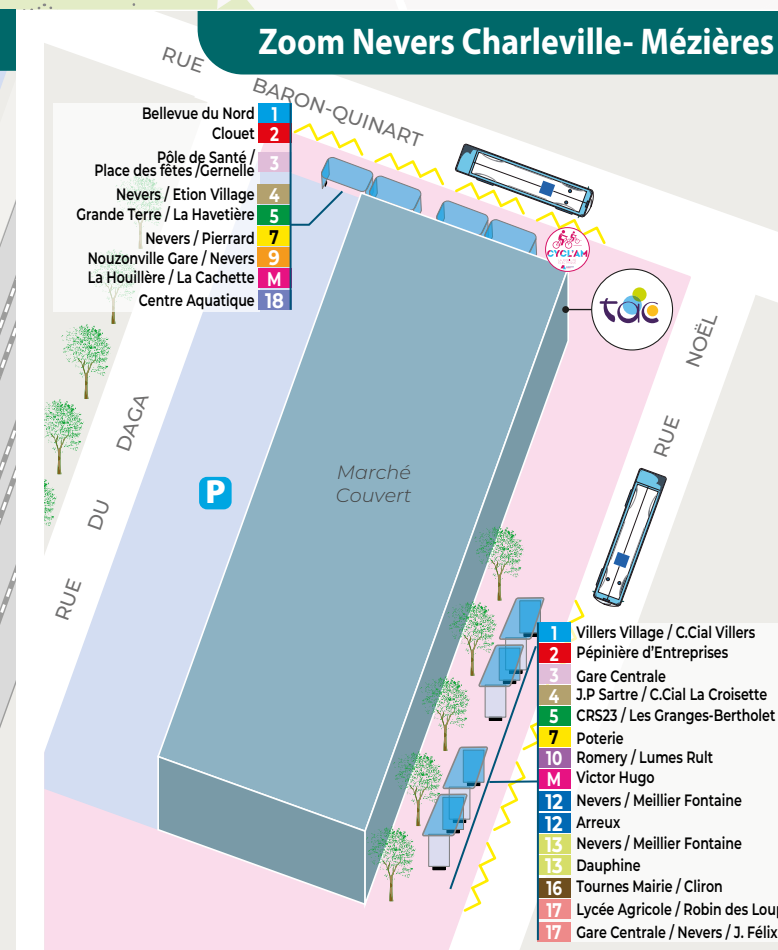 Zoom Nevers Charleville- Mézières
RUE BARON-QUINART
Bellevue du Nord 1
Clouet 2
Pôle de Santé /
Place des fêtes /Gernelle 3
Nevers / Etion Village 4
Grande Terre / La Havetière 5
Nevers / Pierrard 7
Nouzonville Gare / Nevers 9
La Houillère / La Cachette M
Centre Aquatique 18
CYCL'AM
tac
RUE NOËL
RUE DU DAGA
P
Marché
Couvert
1 Villers Village / C.Cial Villers
2 Pépinière d'Entreprises
3 Gare Centrale
4 J.P Sartre / C.Cial La Croisette
5 CRS23 / Les Granges-Bertholet
7 Poterie
10 Romery / Lumes Rult
M Victor Hugo
12 Nevers / Meillier Fontaine
12 Arreux
13 Nevers / Meillier Fontaine
13 Dauphine
16 Tournes Mairie / Cliron
17 Lycée Agricole / Robin des Loup
17 Gare Centrale / Nevers / J. Félix